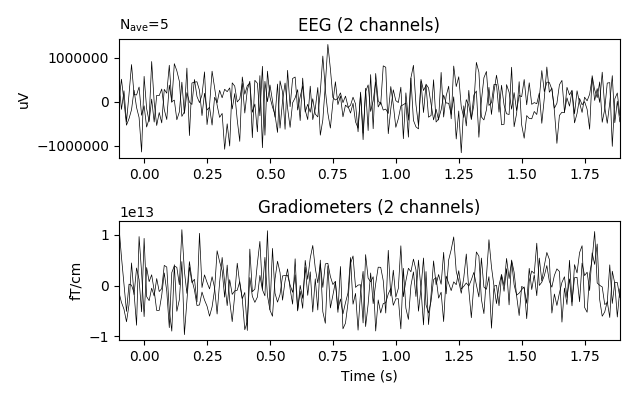 N_ave=5
EEG (2 channels)
1000000
0
−1000000
uV
0.00 0.25 0.50 0.75 1.00 1.25 1.50 1.75
1e13
Gradiometers (2 channels)
1
0
−1
fT/cm
0.00 0.25 0.50 0.75 1.00 1.25 1.50 1.75
Time (s)